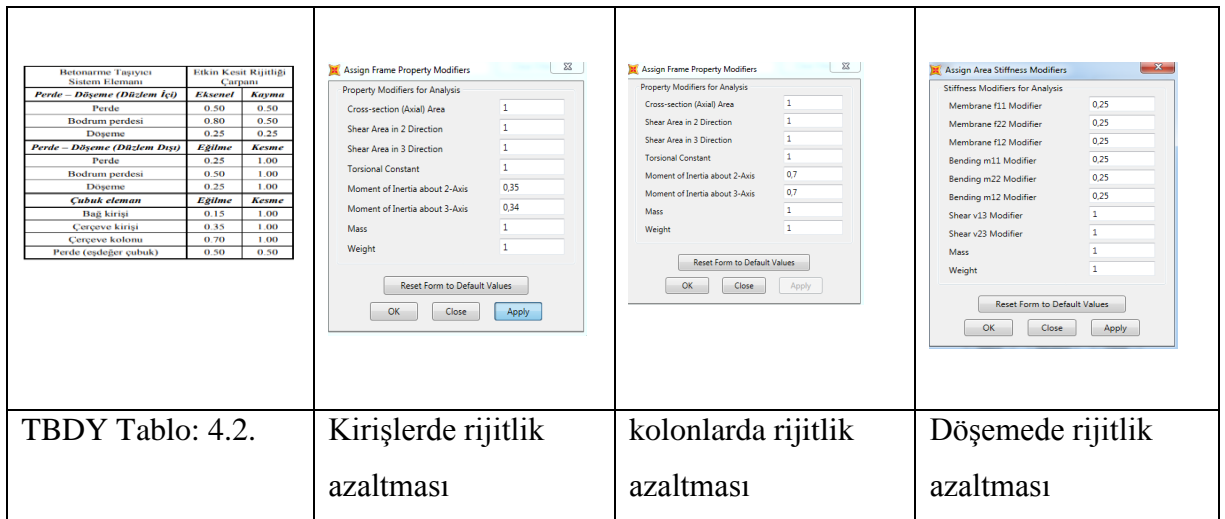 Betonarme Taşıyıcı Sistem Elemanı | Etkin Kesit Rijitliği Çarpanı
Perde – Döşeme (Düzlem İçi) | Eksenel | Kayma
Perde | 0.50 | 0.50
Bodrum perdesi | 0.80 | 0.50
Döşeme | 0.25 | 0.25
Perde – Döşeme (Düzlem Dışı) | Eğilme | Kesme
Perde | 0.25 | 1.00
Bodrum perdesi | 0.50 | 1.00
Döşeme | 0.25 | 1.00
Çubuk eleman | Eğilme | Kesme
Bağ kirişi | 0.15 | 1.00
Çerçeve kirişi | 0.35 | 1.00
Çerçeve kolonu | 0.70 | 1.00
Perde (eşdeğer çubuk) | 0.50 | 0.50
Assign Frame Property Modifiers
Property Modifiers for Analysis
Cross-section (Axial) Area 1
Shear Area in 2 Direction 1
Shear Area in 3 Direction 1
Torsional Constant 1
Moment of Inertia about 2-Axis 0,35
Moment of Inertia about 3-Axis 0,34
Mass 1
Weight 1
Reset Form to Default Values
OK Close Apply
Assign Frame Property Modifiers
Property Modifiers for Analysis
Cross-section (Axial) Area 1
Shear Area in 2 Direction 1
Shear Area in 3 Direction 1
Torsional Constant 1
Moment of Inertia about 2-Axis 0,7
Moment of Inertia about 3-Axis 0,7
Mass 1
Weight 1
Reset Form to Default Values
OK Close Apply
Assign Area Stiffness Modifiers
Stiffness Modifiers for Analysis
Membrane f11 Modifier 0,25
Membrane f22 Modifier 0,25
Membrane f12 Modifier 0,25
Bending m11 Modifier 0,25
Bending m22 Modifier 0,25
Bending m12 Modifier 0,25
Shear v13 Modifier 1
Shear v23 Modifier 1
Mass 1
Weight 1
Reset Form to Default Values
OK Close Apply
TBDY Tablo: 4.2.
Kirişlerde rijitlik
azaltması
kolonlarda rijitlik
azaltması
Döşemede rijitlik
azaltması